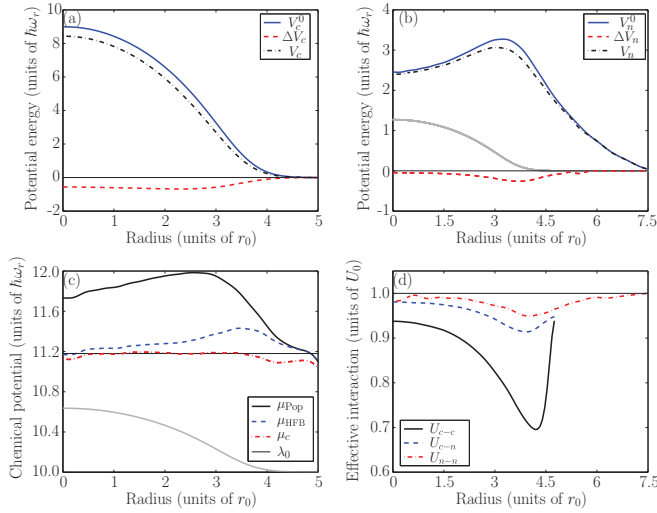 (a)
V_c^0
ΔV_c
V_c
Potential energy (units of ℏω_r)
10
8
6
4
2
0
-2
0 1 2 3 4 5
Radius (units of r_0)
(b)
V_n^0
ΔV_n
V_n
Potential energy (units of ℏω_r)
4
3
2
1
0
-1
0 1.5 3 4.5 6 7.5
Radius (units of r_0)
(c)
μ_Pop
μ_HFB
μ_c
λ_0
Chemical potential (units of ℏω_r)
12.0
11.6
11.2
10.8
10.4
10.0
0 1 2 3 4 5
Radius (units of r_0)
(d)
U_c−c
U_c−n
U_n−n
Effective interaction (units of U_0)
1.0
0.9
0.8
0.7
0.6
0 1.5 3 4.5 6 7.5
Radius (units of r_0)